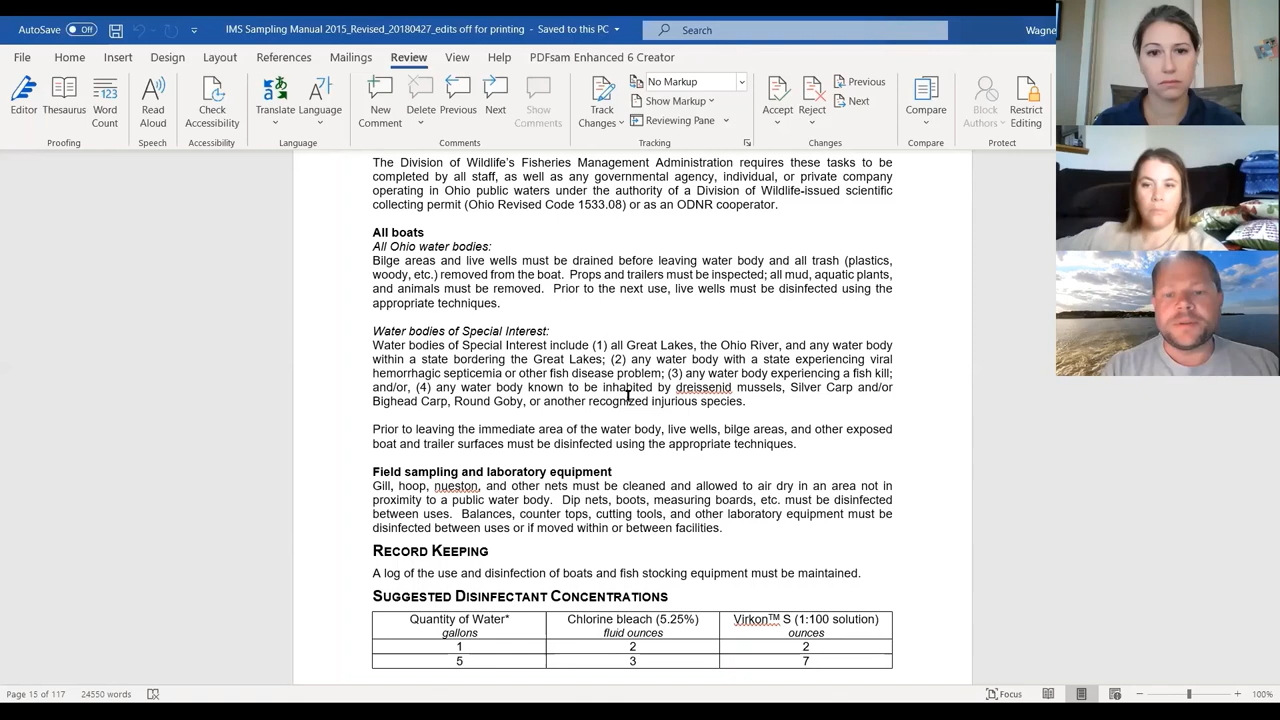 AutoSave Off IMS Sampling Manual 2015_Revised_20180427_edits off for printing - Saved to this PC Search Wagne
File Home Insert Design Layout References Mailings Review View Help PDFsam Enhanced 6 Creator
Editor Thesaurus Word Count Read Aloud Check Accessibility Translate Language New Comment Delete Previous Next Show Comments Track Changes No Markup Show Markup Reviewing Pane Accept Reject Previous Next Compare Block Authors Restrict Editing
Proofing Speech Accessibility Language Comments Tracking Changes Compare Protect
The Division of Wildlife's Fisheries Management Administration requires these tasks to be
completed by all staff, as well as any governmental agency, individual, or private company
operating in Ohio public waters under the authority of a Division of Wildlife-issued scientific
collecting permit (Ohio Revised Code 1533.08) or as an ODNR cooperator.
All boats
All Ohio water bodies:
Bilge areas and live wells must be drained before leaving water body and all trash (plastics,
woody, etc.) removed from the boat. Props and trailers must be inspected; all mud, aquatic plants,
and animals must be removed. Prior to the next use, live wells must be disinfected using the
appropriate techniques.
Water bodies of Special Interest:
Water bodies of Special Interest include (1) all Great Lakes, the Ohio River, and any water body
within a state bordering the Great Lakes; (2) any water body with a state experiencing viral
hemorrhagic septicemia or other fish disease problem; (3) any water body experiencing a fish kill;
and/or, (4) any water body known to be inhabited by dreissenid mussels, Silver Carp and/or
Bighead Carp, Round Goby, or another recognized injurious species.
Prior to leaving the immediate area of the water body, live wells, bilge areas, and other exposed
boat and trailer surfaces must be disinfected using the appropriate techniques.
Field sampling and laboratory equipment
Gill, hoop, nueston, and other nets must be cleaned and allowed to air dry in an area not in
proximity to a public water body. Dip nets, boots, measuring boards, etc. must be disinfected
between uses. Balances, counter tops, cutting tools, and other laboratory equipment must be
disinfected between uses or if moved within or between facilities.
RECORD KEEPING
A log of the use and disinfection of boats and fish stocking equipment must be maintained.
SUGGESTED DISINFECTANT CONCENTRATIONS
Quantity of Water* Chlorine bleach (5.25%) Virkon™ S (1:100 solution)
gallons fluid ounces ounces
1 2 2
5 3 7
Page 15 of 117 24550 words Focus 100%